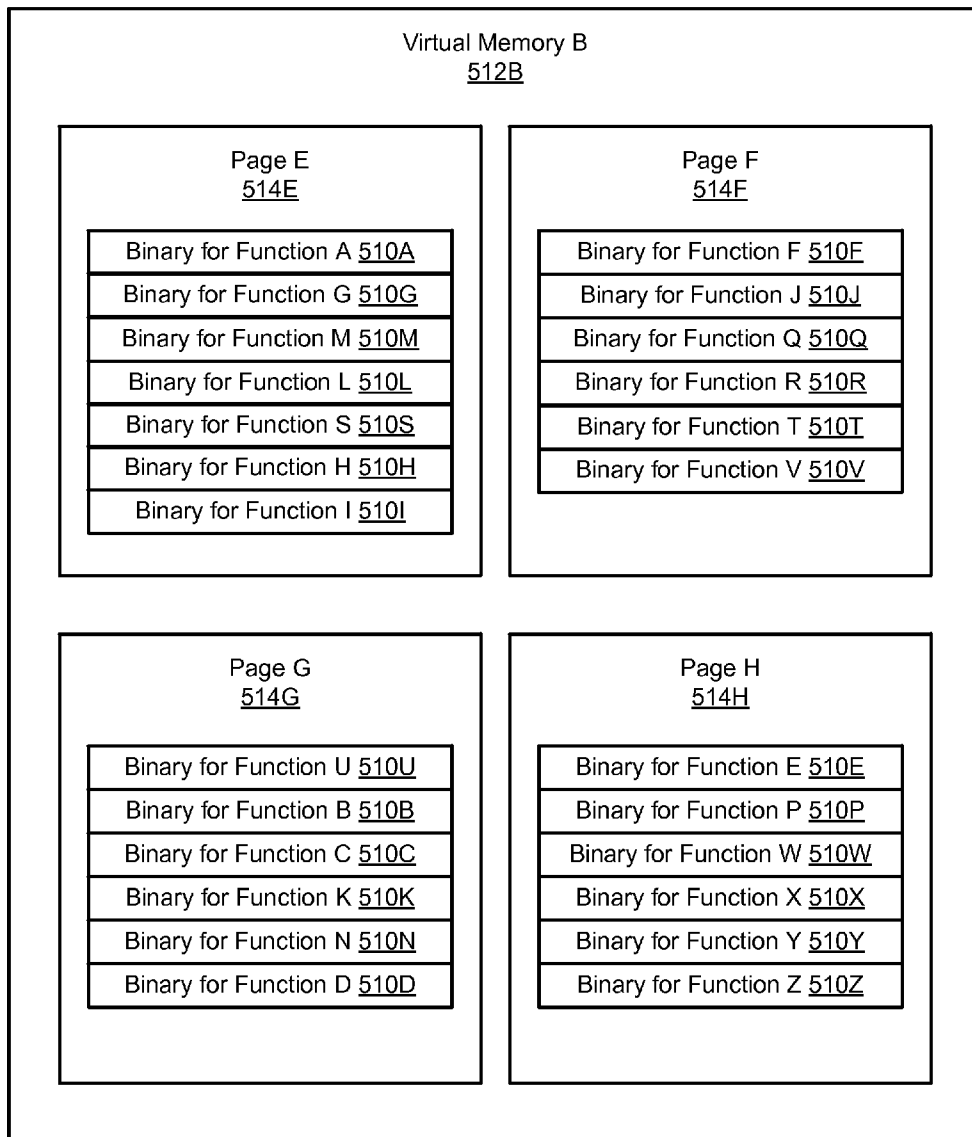 Virtual Memory B
512B
Page E
514E
Binary for Function A 510A
Binary for Function G 510G
Binary for Function M 510M
Binary for Function L 510L
Binary for Function S 510S
Binary for Function H 510H
Binary for Function I 510I
Page F
514F
Binary for Function F 510F
Binary for Function J 510J
Binary for Function Q 510Q
Binary for Function R 510R
Binary for Function T 510T
Binary for Function V 510V
Page G
514G
Binary for Function U 510U
Binary for Function B 510B
Binary for Function C 510C
Binary for Function K 510K
Binary for Function N 510N
Binary for Function D 510D
Page H
514H
Binary for Function E 510E
Binary for Function P 510P
Binary for Function W 510W
Binary for Function X 510X
Binary for Function Y 510Y
Binary for Function Z 510Z